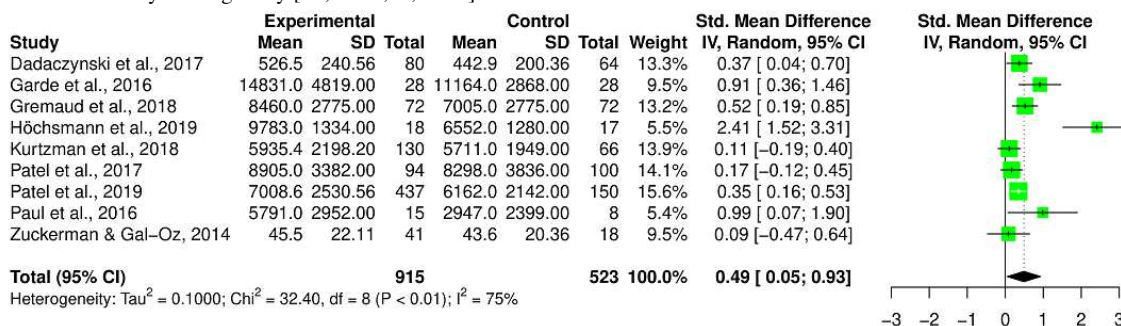 Experimental Control Std. Mean Difference Std. Mean Difference
Study Mean SD Total Mean SD Total Weight IV, Random, 95% CI IV, Random, 95% CI
Dadaczynski et al., 2017 526.5 240.56 80 442.9 200.36 64 13.3% 0.37 [ 0.04; 0.70]
Garde et al., 2016 14831.0 4819.00 28 11164.0 2868.00 28 9.5% 0.91 [ 0.36; 1.46]
Gremaud et al., 2018 8460.0 2775.00 72 7005.0 2775.00 72 13.2% 0.52 [ 0.19; 0.85]
Höchsmann et al., 2019 9783.0 1334.00 18 6552.0 1280.00 17 5.5% 2.41 [ 1.52; 3.31]
Kurtzman et al., 2018 5935.4 2198.20 130 5711.0 1949.00 66 13.9% 0.11 [−0.19; 0.40]
Patel et al., 2017 8905.0 3382.00 94 8298.0 3836.00 100 14.1% 0.17 [−0.12; 0.45]
Patel et al., 2019 7008.6 2530.56 437 6162.0 2142.00 150 15.6% 0.35 [ 0.16; 0.53]
Paul et al., 2016 5791.0 2952.00 15 2947.0 2399.00 8 5.4% 0.99 [ 0.07; 1.90]
Zuckerman & Gal−Oz, 2014 45.5 22.11 41 43.6 20.36 18 9.5% 0.09 [−0.47; 0.64]
Total (95% CI) 915 523 100.0% 0.49 [ 0.05; 0.93]
Heterogeneity: Tau² = 0.1000; Chi² = 32.40, df = 8 (P < 0.01); I² = 75%
−3 −2 −1 0 1 2 3